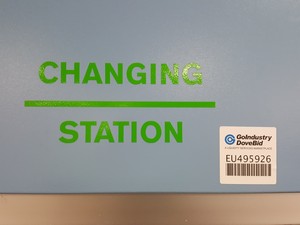 CHANGING
STATION
GoIndustry
DoveBid
EU495926